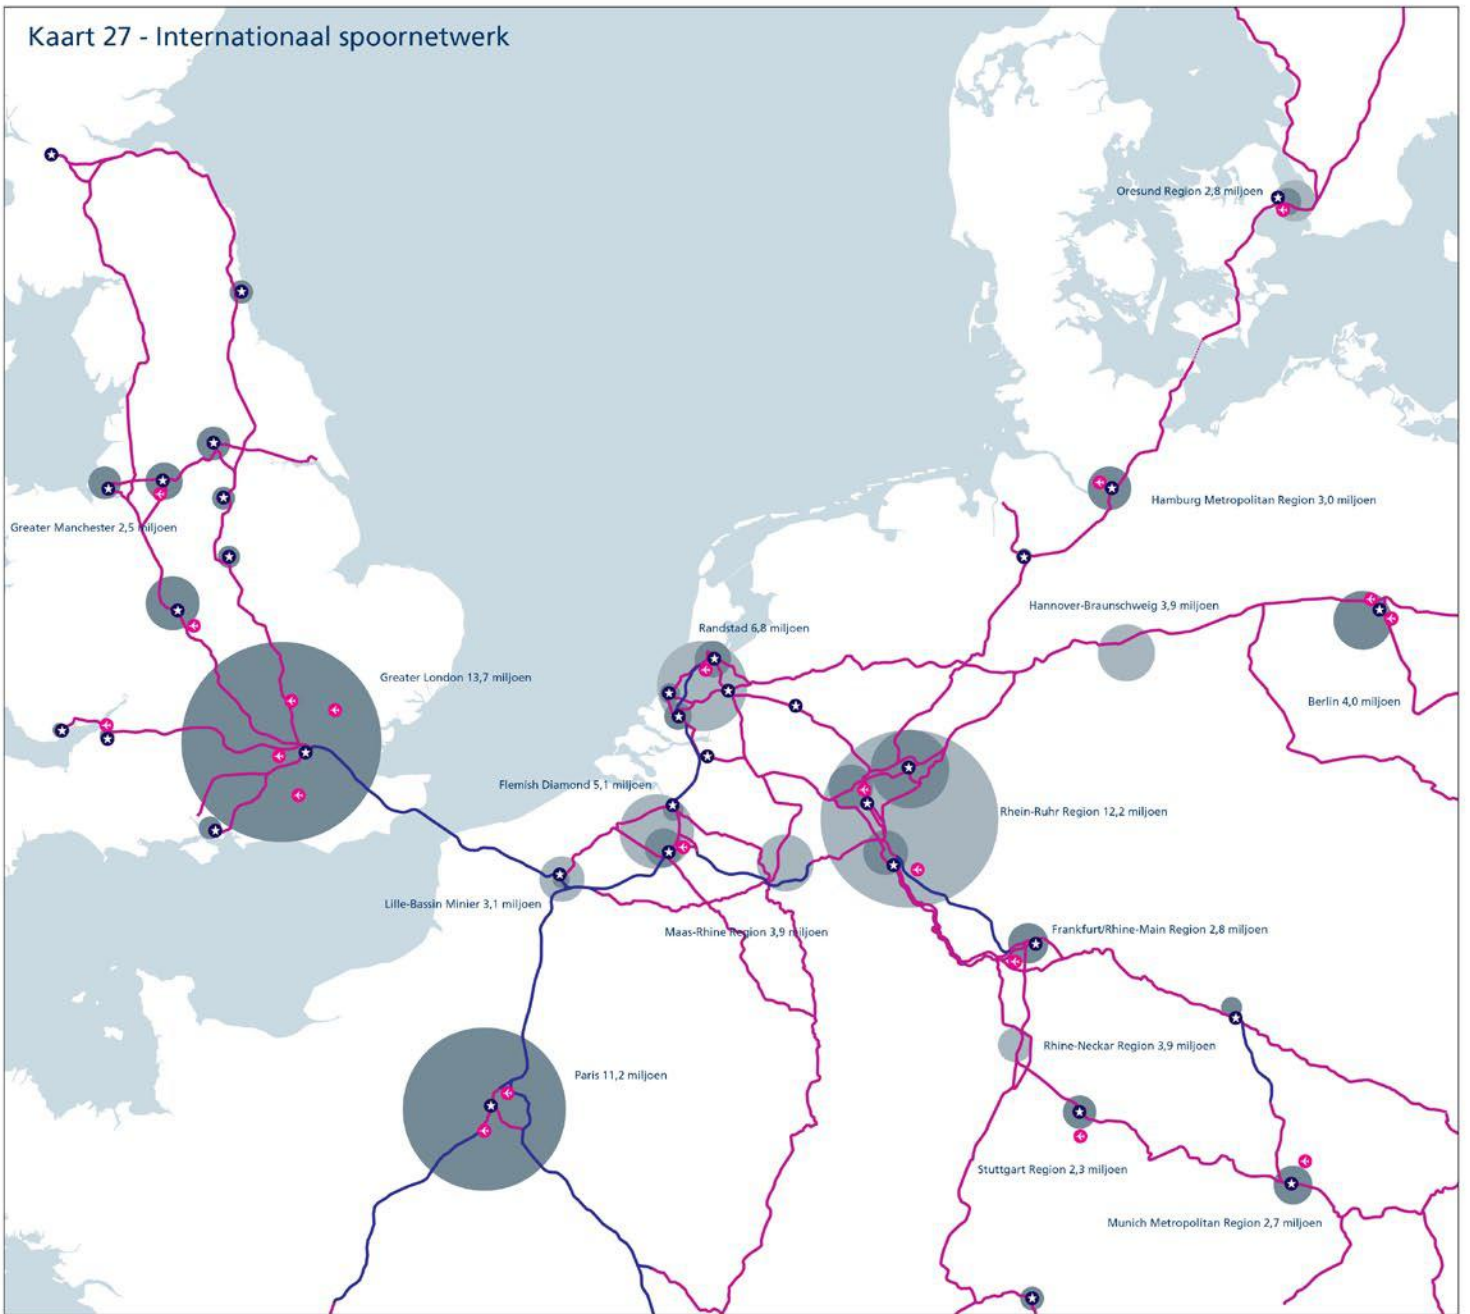 Kaart 27 - Internationaal spoornetwerk
Oresund Region 2,8 miljoen
Hamburg Metropolitan Region 3,0 miljoen
Greater Manchester 2,5 miljoen
Hannover-Braunschweig 3,9 miljoen
Randstad 6,8 miljoen
Greater London 13,7 miljoen
Berlin 4,0 miljoen
Flemish Diamond 5,1 miljoen
Rhein-Ruhr Region 12,2 miljoen
Lille-Bassin Minier 3,1 miljoen
Maas-Rhine Region 3,9 miljoen
Frankfurt/Rhine-Main Region 2,8 miljoen
Rhine-Neckar Region 3,9 miljoen
Paris 11,2 miljoen
Stuttgart Region 2,3 miljoen
Munich Metropolitan Region 2,7 miljoen